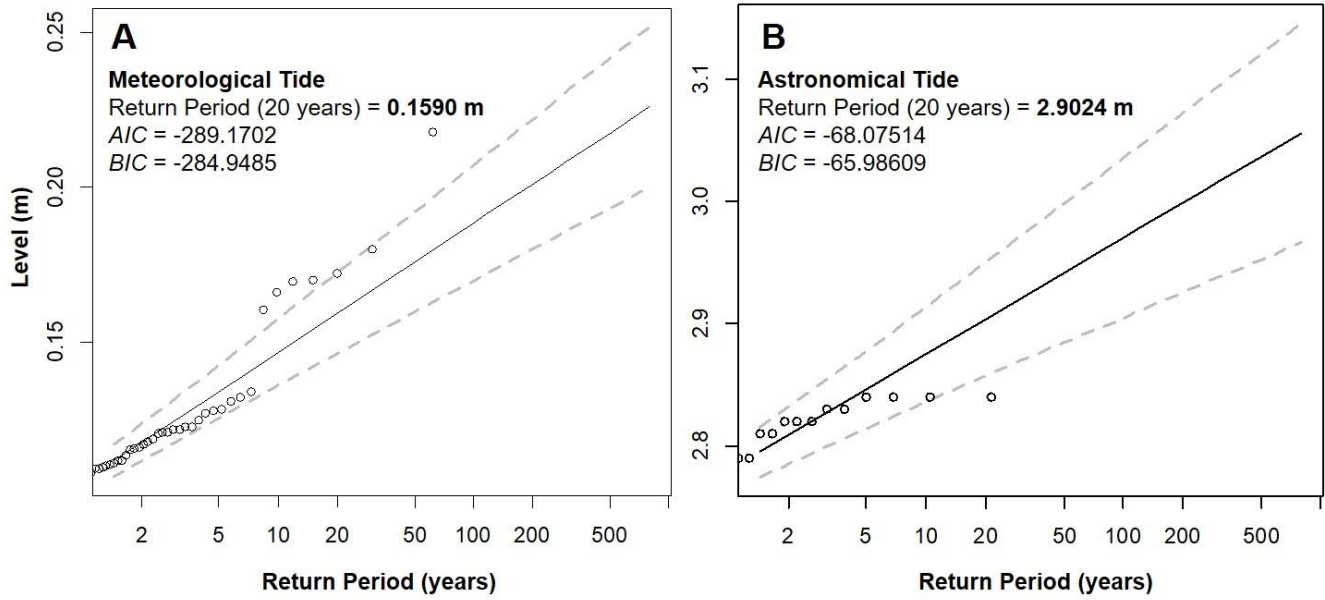 A
Meteorological Tide
Return Period (20 years) = 0.1590 m
AIC = -289.1702
BIC = -284.9485
Level (m)
0.25
0.20
0.15
2 5 10 20 50 100 200 500
Return Period (years)
B
Astronomical Tide
Return Period (20 years) = 2.9024 m
AIC = -68.07514
BIC = -65.98609
3.1
3.0
2.9
2.8
2 5 10 20 50 100 200 500
Return Period (years)